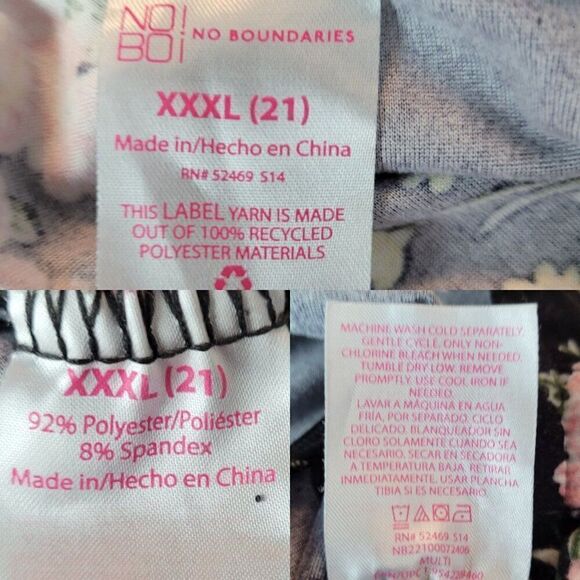 NO!
BO!
NO BOUNDARIES
XXXL (21)
Made in/Hecho en China
RN# 52469 S14
THIS LABEL YARN IS MADE
OUT OF 100% RECYCLED
POLYESTER MATERIALS
XXXL (21)
92% Polyester/Poliéster
8% Spandex
Made in/Hecho en China
MACHINE WASH COLD SEPARATELY,
GENTLE CYCLE. ONLY NON-
CHLORINE BLEACH WHEN NEEDED.
TUMBLE DRY LOW. REMOVE
PROMPTLY. USE COOL IRON IF
NEEDED.
LAVAR A MÁQUINA EN AGUA
FRÍA, POR SEPARADO. CICLO
DELICADO. BLANQUEADOR SIN
CLORO SOLAMENTE CUANDO SEA
NECESARIO. SECAR EN SECADORA
A TEMPERATURA BAJA. RETIRAR
INMEDIATAMENTE. USAR PLANCHA
TIBIA SI ES NECESARIO.
RN# 52469 S14
NB22100072406
MULTI